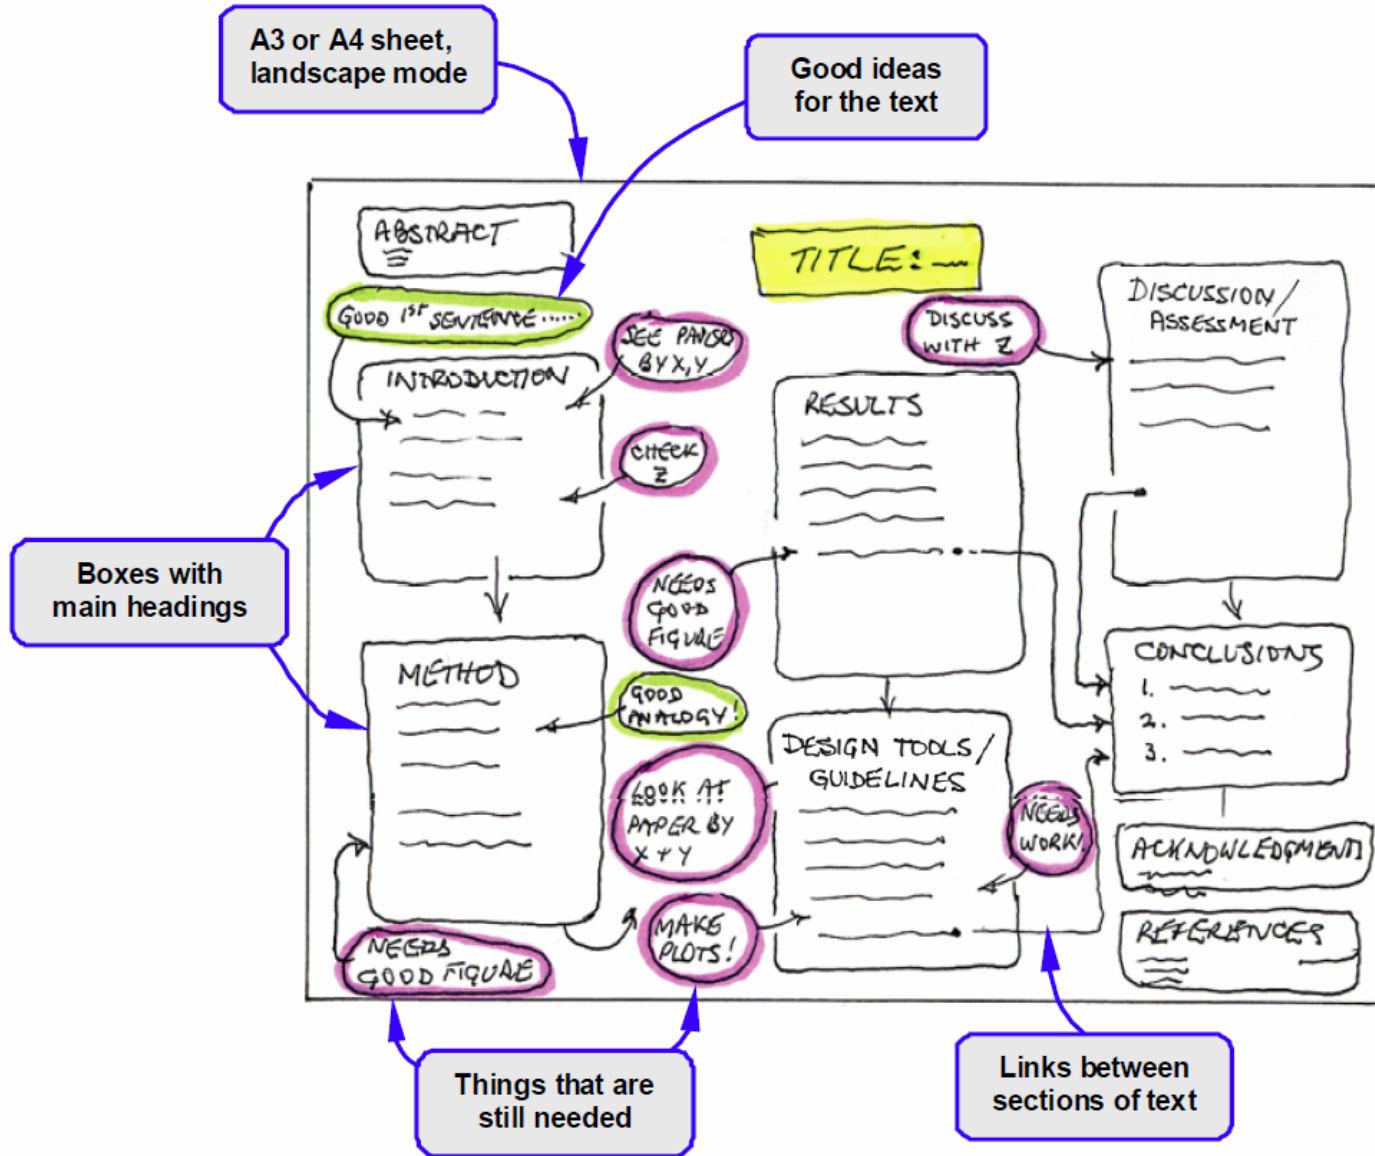 A3 or A4 sheet,
landscape mode
Good ideas
for the text
ABSTRACT
TITLE:
GOOD 1ST SENTENCE.....
SEE PAPERS
BY X, Y
DISCUSS
WITH Z
DISCUSSION/
ASSESSMENT
INTRODUCTION
RESULTS
CHECK
Z
Boxes with
main headings
NEEDS
GOOD
FIGURE
METHOD
GOOD
ANALOGY!
CONCLUSIONS
1.
2.
3.
DESIGN TOOLS/
GUIDELINES
LOOK AT
PAPER BY
X + Y
NEEDS
WORK!
ACKNOWLEDGMENTS
MAKE
PLOTS!
REFERENCES
NEEDS
GOOD FIGURE
Things that are
still needed
Links between
sections of text